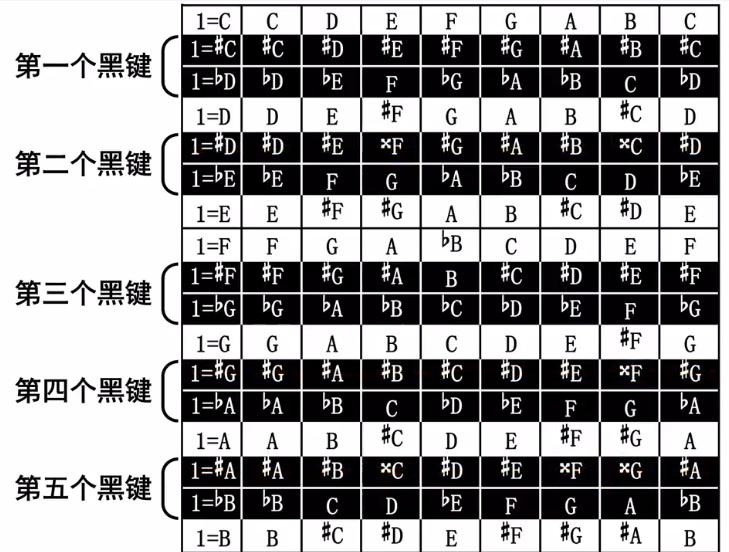 1=C C D E F G A B C
第一个黑键
1=♯C ♯C ♯D ♯E ♯F ♯G ♯A ♯B ♯C
1=♭D ♭D ♭E F ♭G ♭A ♭B C ♭D
1=D D E ♯F G A B ♯C D
第二个黑键
1=♯D ♯D ♯E 𝄪F ♯G ♯A ♯B 𝄪C ♯D
1=♭E ♭E F G ♭A ♭B C D ♭E
1=E E ♯F ♯G A B ♯C ♯D E
1=F F G A ♭B C D E F
第三个黑键
1=♯F ♯F ♯G ♯A B ♯C ♯D ♯E ♯F
1=♭G ♭G ♭A ♭B ♭C ♭D ♭E F ♭G
1=G G A B C D E ♯F G
第四个黑键
1=♯G ♯G ♯A ♯B ♯C ♯D ♯E 𝄪F ♯G
1=♭A ♭A ♭B C ♭D ♭E F G ♭A
1=A A B ♯C D E ♯F ♯G A
第五个黑键
1=♯A ♯A ♯B 𝄪C ♯D ♯E 𝄪F 𝄪G ♯A
1=♭B ♭B C D ♭E F G A ♭B
1=B B ♯C ♯D E ♯F ♯G ♯A B